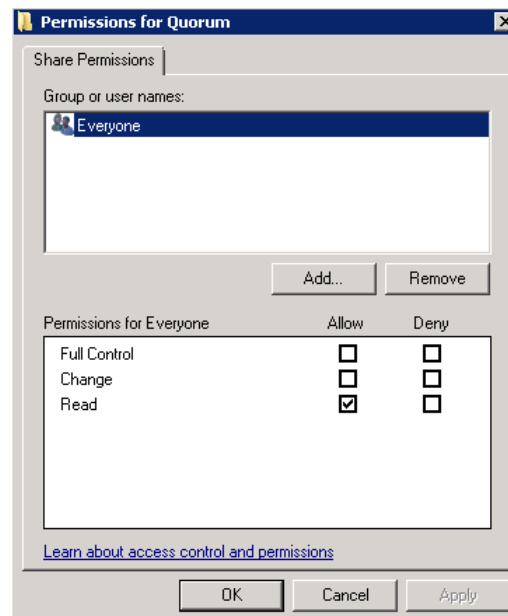 Permissions for Quorum
Share Permissions
Group or user names:
Everyone
Add... Remove
Permissions for Everyone Allow Deny
Full Control
Change
Read
Learn about access control and permissions
OK Cancel Apply